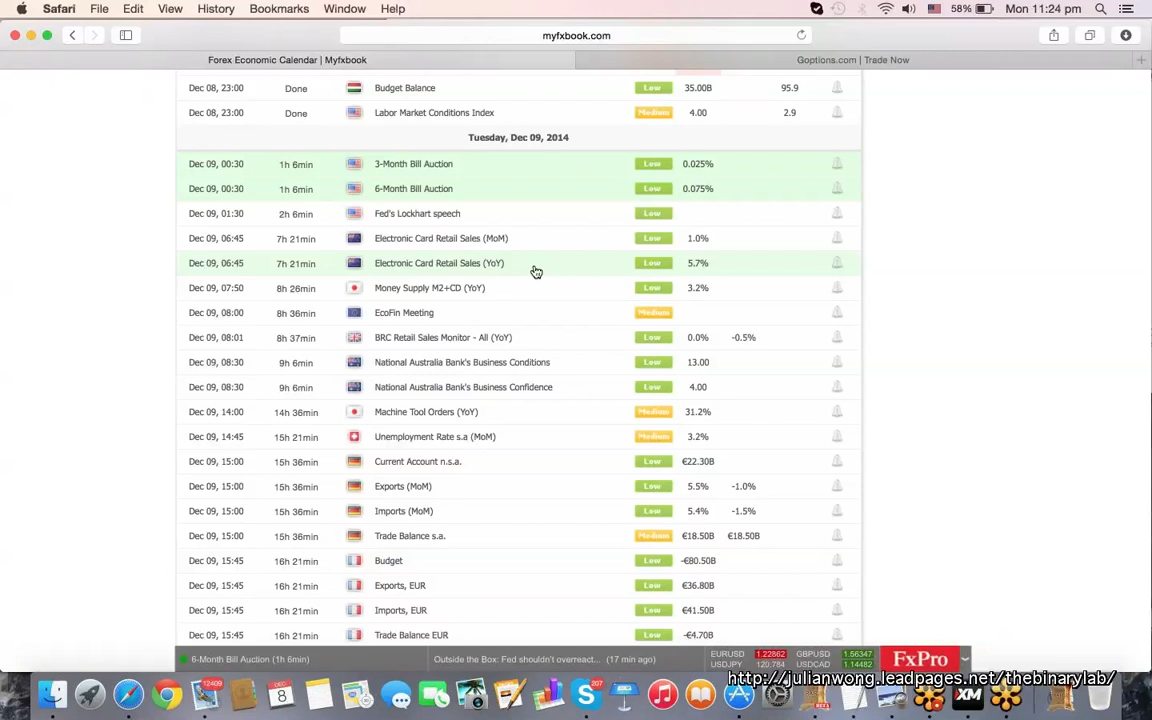 Safari File Edit View History Bookmarks Window Help 58% Mon 11:24 pm
myfxbook.com
Forex Economic Calendar | Myfxbook Goptions.com | Trade Now
Dec 08, 23:00 Done Budget Balance Low 35.00B 95.9
Dec 08, 23:00 Done Labor Market Conditions Index Medium 4.00 2.9
Tuesday, Dec 09, 2014
Dec 09, 00:30 1h 6min 3-Month Bill Auction Low 0.025%
Dec 09, 00:30 1h 6min 6-Month Bill Auction Low 0.075%
Dec 09, 01:30 2h 6min Fed's Lockhart speech Low
Dec 09, 06:45 7h 21min Electronic Card Retail Sales (MoM) Low 1.0%
Dec 09, 06:45 7h 21min Electronic Card Retail Sales (YoY) Low 5.7%
Dec 09, 07:50 8h 26min Money Supply M2+CD (YoY) Low 3.2%
Dec 09, 08:00 8h 36min EcoFin Meeting Medium
Dec 09, 08:01 8h 37min BRC Retail Sales Monitor - All (YoY) Low 0.0% -0.5%
Dec 09, 08:30 9h 6min National Australia Bank's Business Conditions Low 13.00
Dec 09, 08:30 9h 6min National Australia Bank's Business Confidence Low 4.00
Dec 09, 14:00 14h 36min Machine Tool Orders (YoY) Medium 31.2%
Dec 09, 14:45 15h 21min Unemployment Rate s.a (MoM) Medium 3.2%
Dec 09, 15:00 15h 36min Current Account n.s.a. Low €22.30B
Dec 09, 15:00 15h 36min Exports (MoM) Low 5.5% -1.0%
Dec 09, 15:00 15h 36min Imports (MoM) Low 5.4% -1.5%
Dec 09, 15:00 15h 36min Trade Balance s.a. Medium €18.50B €18.50B
Dec 09, 15:45 16h 21min Budget Low -€80.50B
Dec 09, 15:45 16h 21min Exports, EUR Low €36.80B
Dec 09, 15:45 16h 21min Imports, EUR Low €41.50B
Dec 09, 15:45 16h 21min Trade Balance EUR Low -€4.70B
6-Month Bill Auction (1h 6min) Outside the Box: Fed shouldn't overreact... (17 min ago) EURUSD 1.22862 GBPUSD 1.56347 FxPro
USDJPY 120.784 USDCAD 1.14482
http://julianwong.leadpages.net/thebinarylab/
12409 8 207 XM